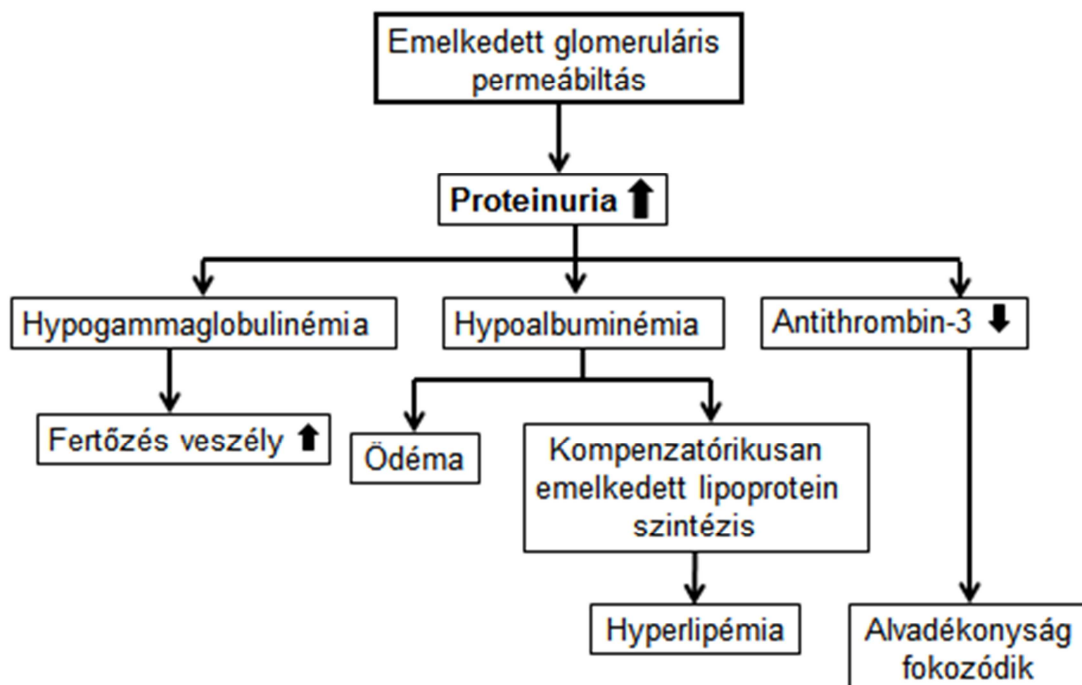 Emelkedett glomeruláris
permeábiltás
Proteinuria
Hypogammaglobulinémia
Hypoalbuminémia
Antithrombin-3
Fertőzés veszély
Ödéma
Kompenzatórikusan
emelkedett lipoprotein
szintézis
Hyperlipémia
Alvadékonyság
fokozódik